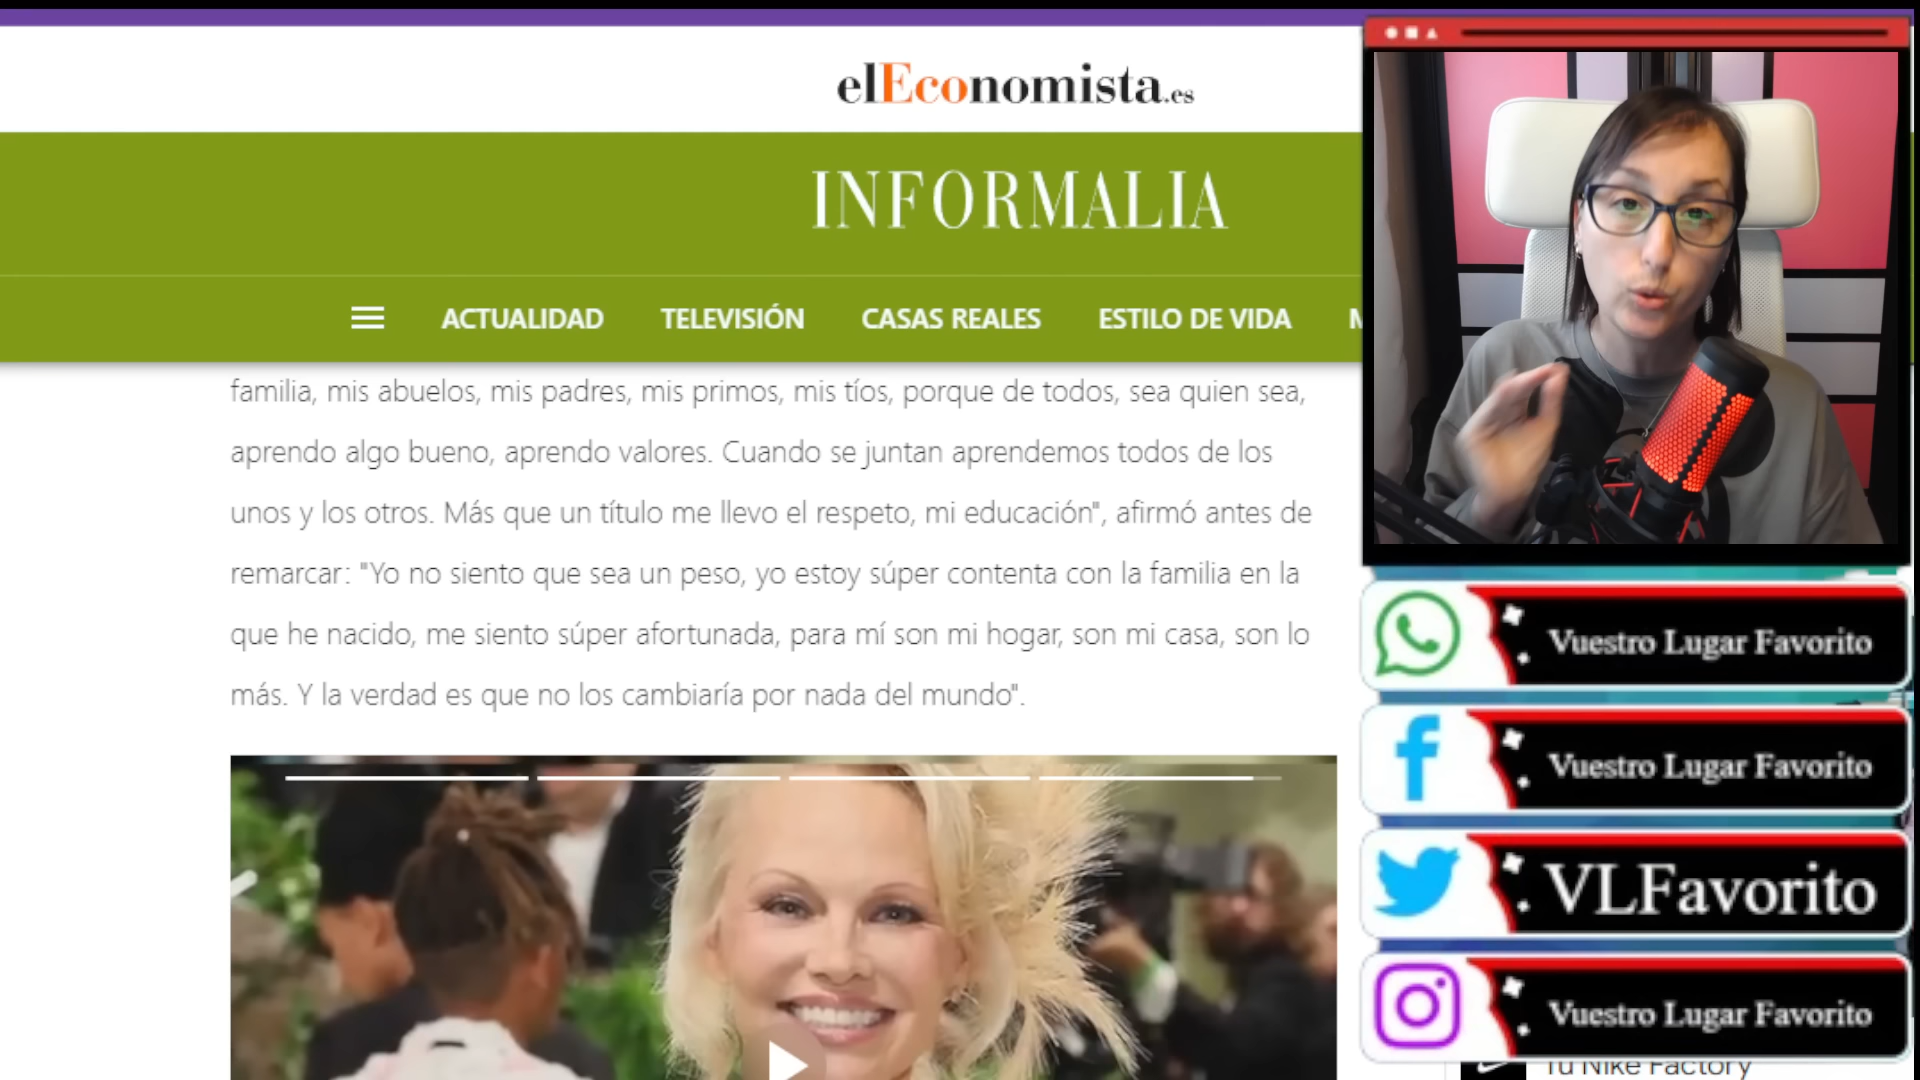 elEconomista.es
INFORMALIA
ACTUALIDAD TELEVISIÓN CASAS REALES ESTILO DE VIDA M
familia, mis abuelos, mis padres, mis primos, mis tíos, porque de todos, sea quien sea,
aprendo algo bueno, aprendo valores. Cuando se juntan aprendemos todos de los
unos y los otros. Más que un título me llevo el respeto, mi educación", afirmó antes de
remarcar: "Yo no siento que sea un peso, yo estoy súper contenta con la familia en la
que he nacido, me siento súper afortunada, para mí son mi hogar, son mi casa, son lo
más. Y la verdad es que no los cambiaría por nada del mundo".
Vuestro Lugar Favorito
Vuestro Lugar Favorito
VLFavorito
Vuestro Lugar Favorito
Tu Nike Factory